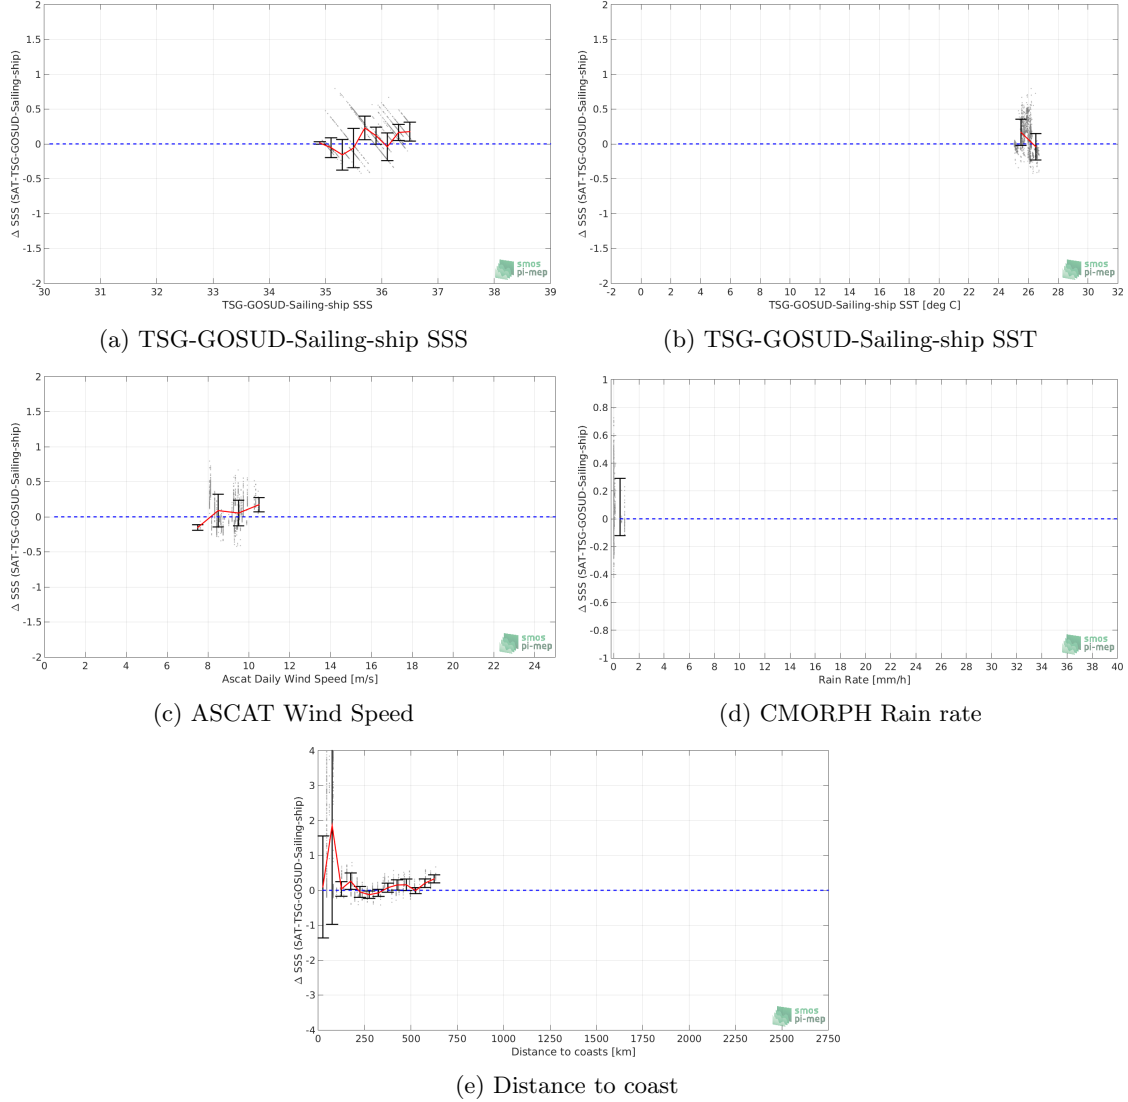 2
1.5
1
0.5
0
-0.5
-1
-1.5
-2
Δ SSS (SAT-TSG-GOSUD-Sailing-ship)
30 31 32 33 34 35 36 37 38 39
TSG-GOSUD-Sailing-ship SSS
smos
pi-mep
(a) TSG-GOSUD-Sailing-ship SSS
2
1.5
1
0.5
0
-0.5
-1
-1.5
-2
Δ SSS (SAT-TSG-GOSUD-Sailing-ship)
-2 0 2 4 6 8 10 12 14 16 18 20 22 24 26 28 30 32
TSG-GOSUD-Sailing-ship SST [deg C]
smos
pi-mep
(b) TSG-GOSUD-Sailing-ship SST
2
1.5
1
0.5
0
-0.5
-1
-1.5
-2
Δ SSS (SAT-TSG-GOSUD-Sailing-ship)
0 2 4 6 8 10 12 14 16 18 20 22 24
Ascat Daily Wind Speed [m/s]
smos
pi-mep
(c) ASCAT Wind Speed
1
0.8
0.6
0.4
0.2
0
-0.2
-0.4
-0.6
-0.8
-1
Δ SSS (SAT-TSG-GOSUD-Sailing-ship)
0 2 4 6 8 10 12 14 16 18 20 22 24 26 28 30 32 34 36 38 40
Rain Rate [mm/h]
smos
pi-mep
(d) CMORPH Rain rate
4
3
2
1
0
-1
-2
-3
-4
Δ SSS (SAT-TSG-GOSUD-Sailing-ship)
0 250 500 750 1000 1250 1500 1750 2000 2250 2500 2750
Distance to coasts [km]
smos
pi-mep
(e) Distance to coast